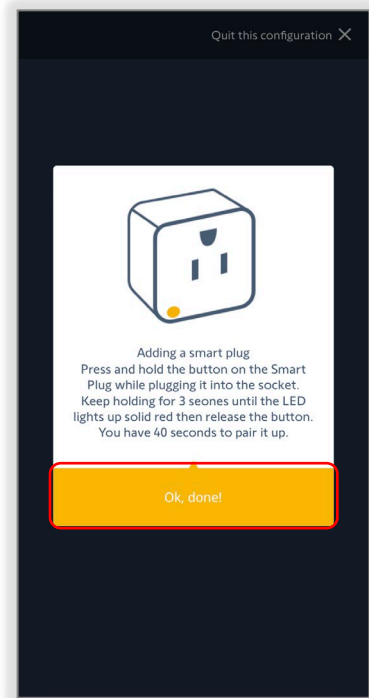 Quit this configuration ✕
Adding a smart plug
Press and hold the button on the Smart
Plug while plugging it into the socket.
Keep holding for 3 seones until the LED
lights up solid red then release the button.
You have 40 seconds to pair it up.
Ok, done!